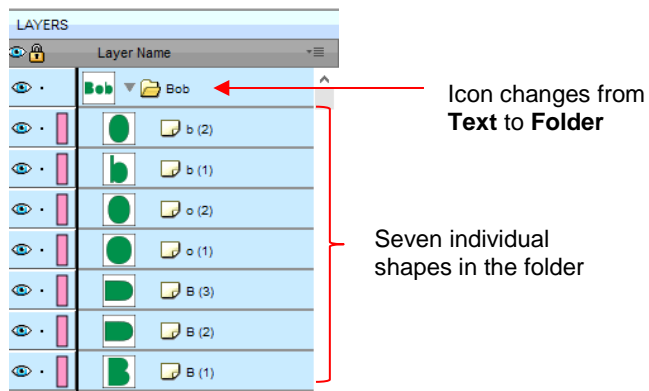 LAYERS
Layer Name
Bob Bob
b (2)
b b (1)
o (2)
o (1)
B (3)
B (2)
B B (1)
Icon changes from
Text to Folder
Seven individual
shapes in the folder